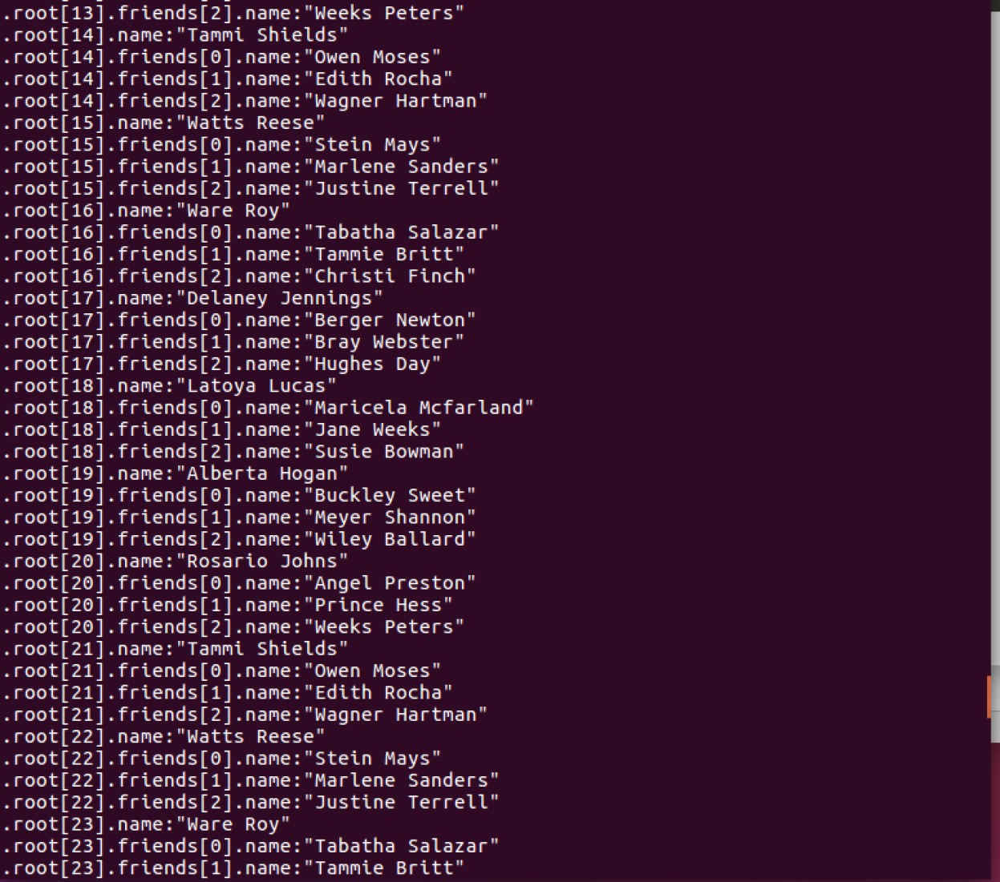 .root[13].friends[2].name:"Weeks Peters"
.root[14].name:"Tammi Shields"
.root[14].friends[0].name:"Owen Moses"
.root[14].friends[1].name:"Edith Rocha"
.root[14].friends[2].name:"Wagner Hartman"
.root[15].name:"Watts Reese"
.root[15].friends[0].name:"Stein Mays"
.root[15].friends[1].name:"Marlene Sanders"
.root[15].friends[2].name:"Justine Terrell"
.root[16].name:"Ware Roy"
.root[16].friends[0].name:"Tabatha Salazar"
.root[16].friends[1].name:"Tammie Britt"
.root[16].friends[2].name:"Christi Finch"
.root[17].name:"Delaney Jennings"
.root[17].friends[0].name:"Berger Newton"
.root[17].friends[1].name:"Bray Webster"
.root[17].friends[2].name:"Hughes Day"
.root[18].name:"Latoya Lucas"
.root[18].friends[0].name:"Maricela Mcfarland"
.root[18].friends[1].name:"Jane Weeks"
.root[18].friends[2].name:"Susie Bowman"
.root[19].name:"Alberta Hogan"
.root[19].friends[0].name:"Buckley Sweet"
.root[19].friends[1].name:"Meyer Shannon"
.root[19].friends[2].name:"Wiley Ballard"
.root[20].name:"Rosario Johns"
.root[20].friends[0].name:"Angel Preston"
.root[20].friends[1].name:"Prince Hess"
.root[20].friends[2].name:"Weeks Peters"
.root[21].name:"Tammi Shields"
.root[21].friends[0].name:"Owen Moses"
.root[21].friends[1].name:"Edith Rocha"
.root[21].friends[2].name:"Wagner Hartman"
.root[22].name:"Watts Reese"
.root[22].friends[0].name:"Stein Mays"
.root[22].friends[1].name:"Marlene Sanders"
.root[22].friends[2].name:"Justine Terrell"
.root[23].name:"Ware Roy"
.root[23].friends[0].name:"Tabatha Salazar"
.root[23].friends[1].name:"Tammie Britt"